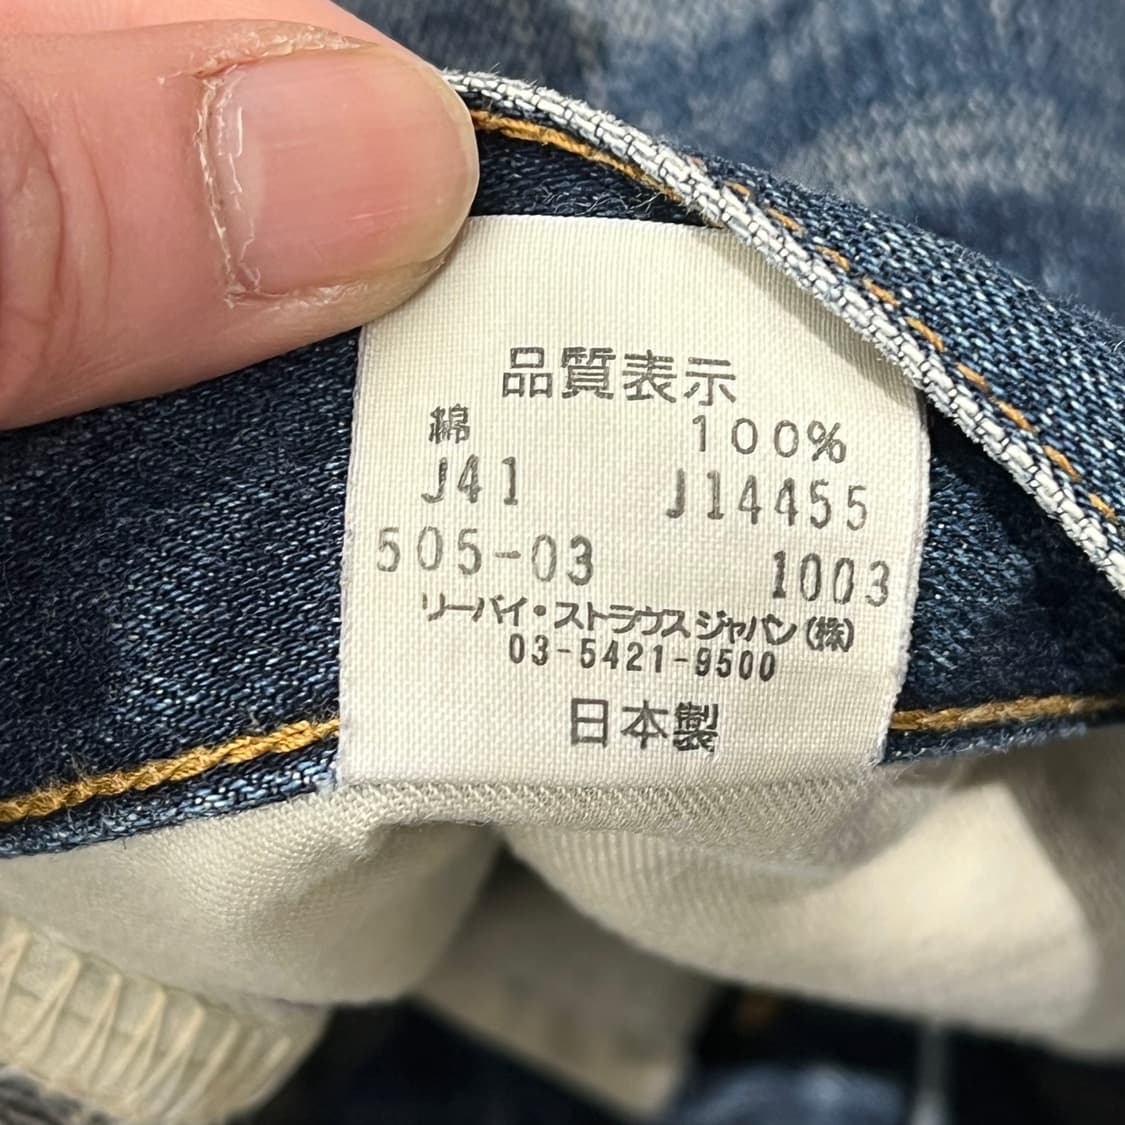 品質表示
綿 100%
J41 J14455
505-03 1003
リーバイ・ストラウスジャパン(株)
03-5421-9500
日本製